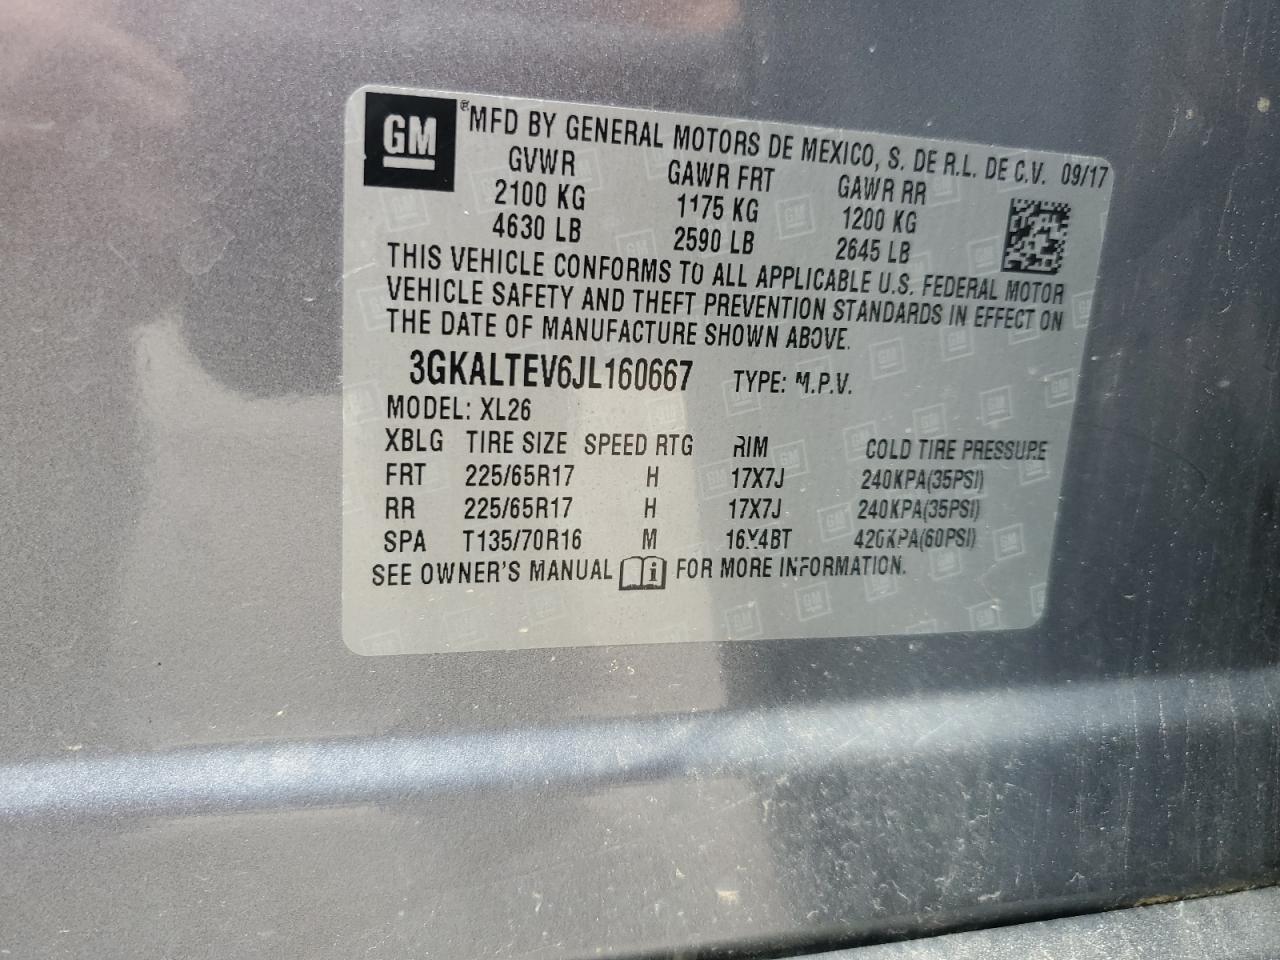 GM ® MFD BY GENERAL MOTORS DE MEXICO, S. DE R.L. DE C.V. 09/17
GVWR GAWR FRT GAWR RR
2100 KG 1175 KG 1200 KG
4630 LB 2590 LB 2645 LB
THIS VEHICLE CONFORMS TO ALL APPLICABLE U.S. FEDERAL MOTOR
VEHICLE SAFETY AND THEFT PREVENTION STANDARDS IN EFFECT ON
THE DATE OF MANUFACTURE SHOWN ABOVE.
3GKALTEV6JL160667 TYPE: M.P.V.
MODEL: XL26
XBLG TIRE SIZE SPEED RTG RIM COLD TIRE PRESSURE
FRT 225/65R17 H 17X7J 240KPA(35PSI)
RR 225/65R17 H 17X7J 240KPA(35PSI)
SPA T135/70R16 M 16X4BT 420KPA(60PSI)
SEE OWNER'S MANUAL i FOR MORE INFORMATION.